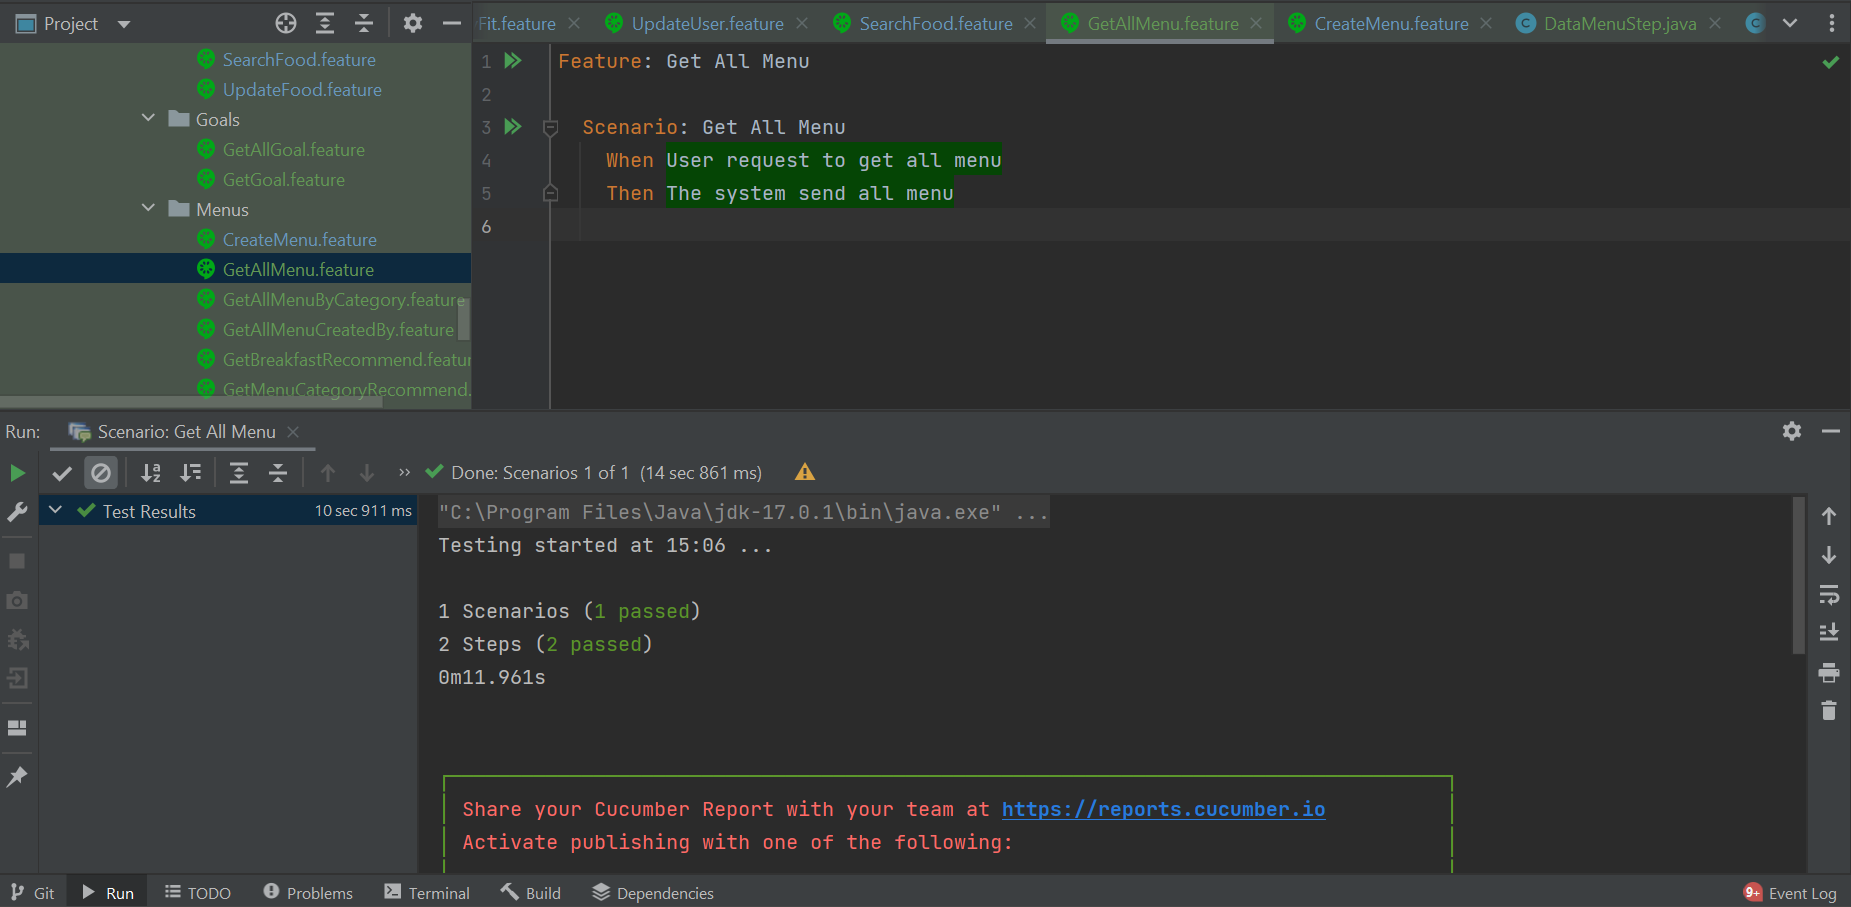 Project
Fit.feature
UpdateUser.feature
SearchFood.feature
GetAllMenu.feature
CreateMenu.feature
DataMenuStep.java
SearchFood.feature
UpdateFood.feature
Goals
GetAllGoal.feature
GetGoal.feature
Menus
CreateMenu.feature
GetAllMenu.feature
GetAllMenuByCategory.feature
GetAllMenuCreatedBy.feature
GetBreakfastRecommend.featur
GetMenuCategoryRecommend.
1 Feature: Get All Menu
2
3 Scenario: Get All Menu
4 When User request to get all menu
5 Then The system send all menu
6
Run: Scenario: Get All Menu
Done: Scenarios 1 of 1 (14 sec 861 ms)
Test Results 10 sec 911 ms
"C:\Program Files\Java\jdk-17.0.1\bin\java.exe" ...
Testing started at 15:06 ...
1 Scenarios (1 passed)
2 Steps (2 passed)
0m11.961s
Share your Cucumber Report with your team at https://reports.cucumber.io
Activate publishing with one of the following:
Git Run TODO Problems Terminal Build Dependencies 9+ Event Log